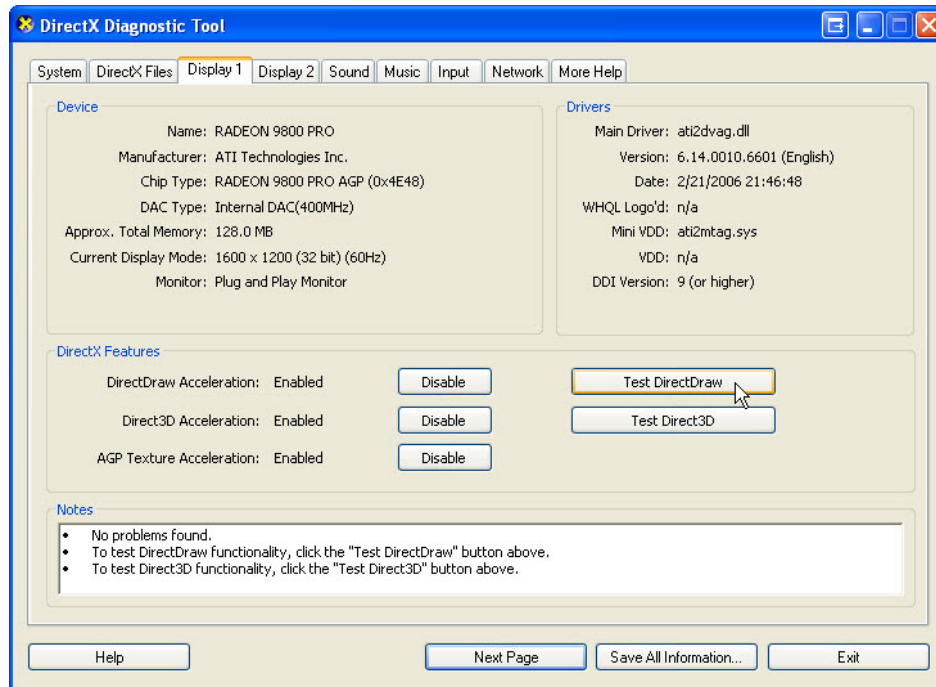 DirectX Diagnostic Tool
System DirectX Files Display 1 Display 2 Sound Music Input Network More Help
Device
Name: RADEON 9800 PRO
Manufacturer: ATI Technologies Inc.
Chip Type: RADEON 9800 PRO AGP (0x4E48)
DAC Type: Internal DAC(400MHz)
Approx. Total Memory: 128.0 MB
Current Display Mode: 1600 x 1200 (32 bit) (60Hz)
Monitor: Plug and Play Monitor
Drivers
Main Driver: ati2dvag.dll
Version: 6.14.0010.6601 (English)
Date: 2/21/2006 21:46:48
WHQL Logo'd: n/a
Mini VDD: ati2mtag.sys
VDD: n/a
DDI Version: 9 (or higher)
DirectX Features
DirectDraw Acceleration: Enabled Disable Test DirectDraw
Direct3D Acceleration: Enabled Disable Test Direct3D
AGP Texture Acceleration: Enabled Disable
Notes
• No problems found.
• To test DirectDraw functionality, click the "Test DirectDraw" button above.
• To test Direct3D functionality, click the "Test Direct3D" button above.
Help Next Page Save All Information... Exit